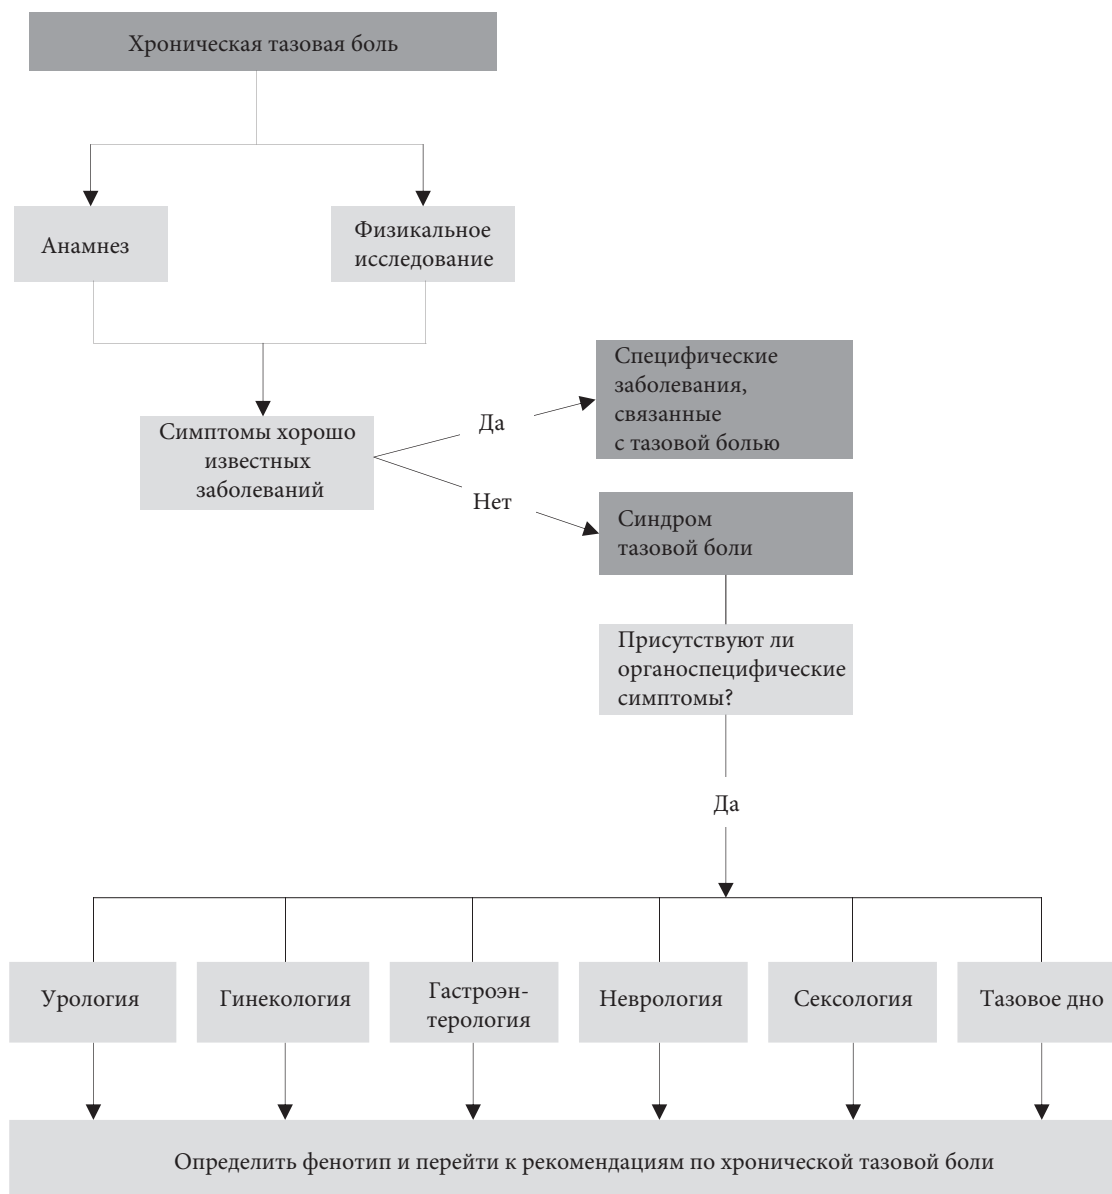 Хроническая тазовая боль
Анамнез
Физикальное
исследование
Симптомы хорошо
известных
заболеваний
Да
Специфические
заболевания,
связанные
с тазовой болью
Нет
Синдром
тазовой боли
Присутствуют ли
органоспецифические
симптомы?
Да
Урология
Гинекология
Гастроэн-
терология
Неврология
Сексология
Тазовое дно
Определить фенотип и перейти к рекомендациям по хронической тазовой боли